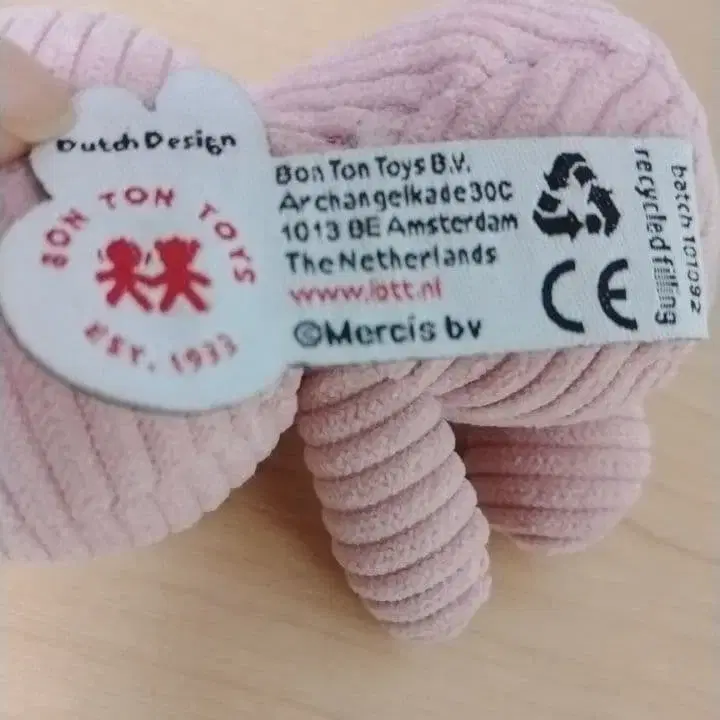 Dutch Design
BON TON TOYS
EST. 1933
Bon Ton Toys B.V.
Archangelkade 30C
1013 BE Amsterdam
The Netherlands
www.lbtt.nl
©Mercis bv
CE
recycled filling
batch 101092